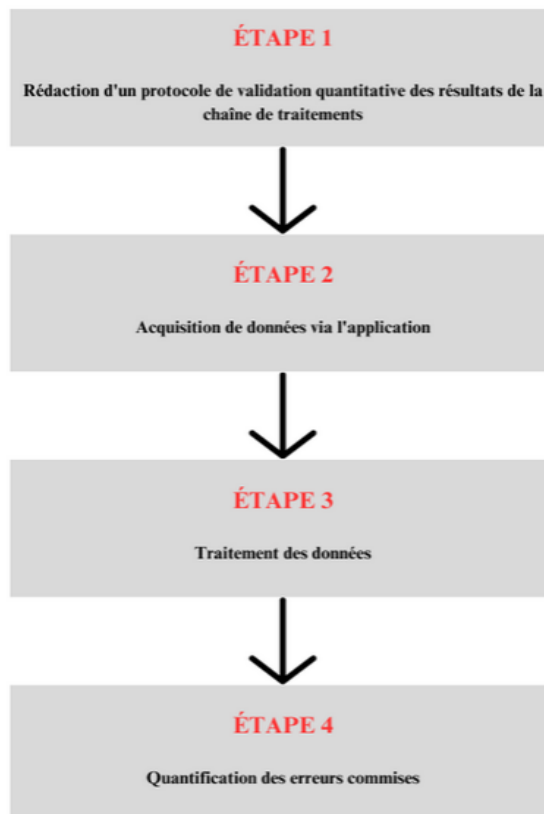 ÉTAPE 1
Rédaction d'un protocole de validation quantitative des résultats de la
chaîne de traitements
ÉTAPE 2
Acquisition de données via l'application
ÉTAPE 3
Traitement des données
ÉTAPE 4
Quantification des erreurs commises